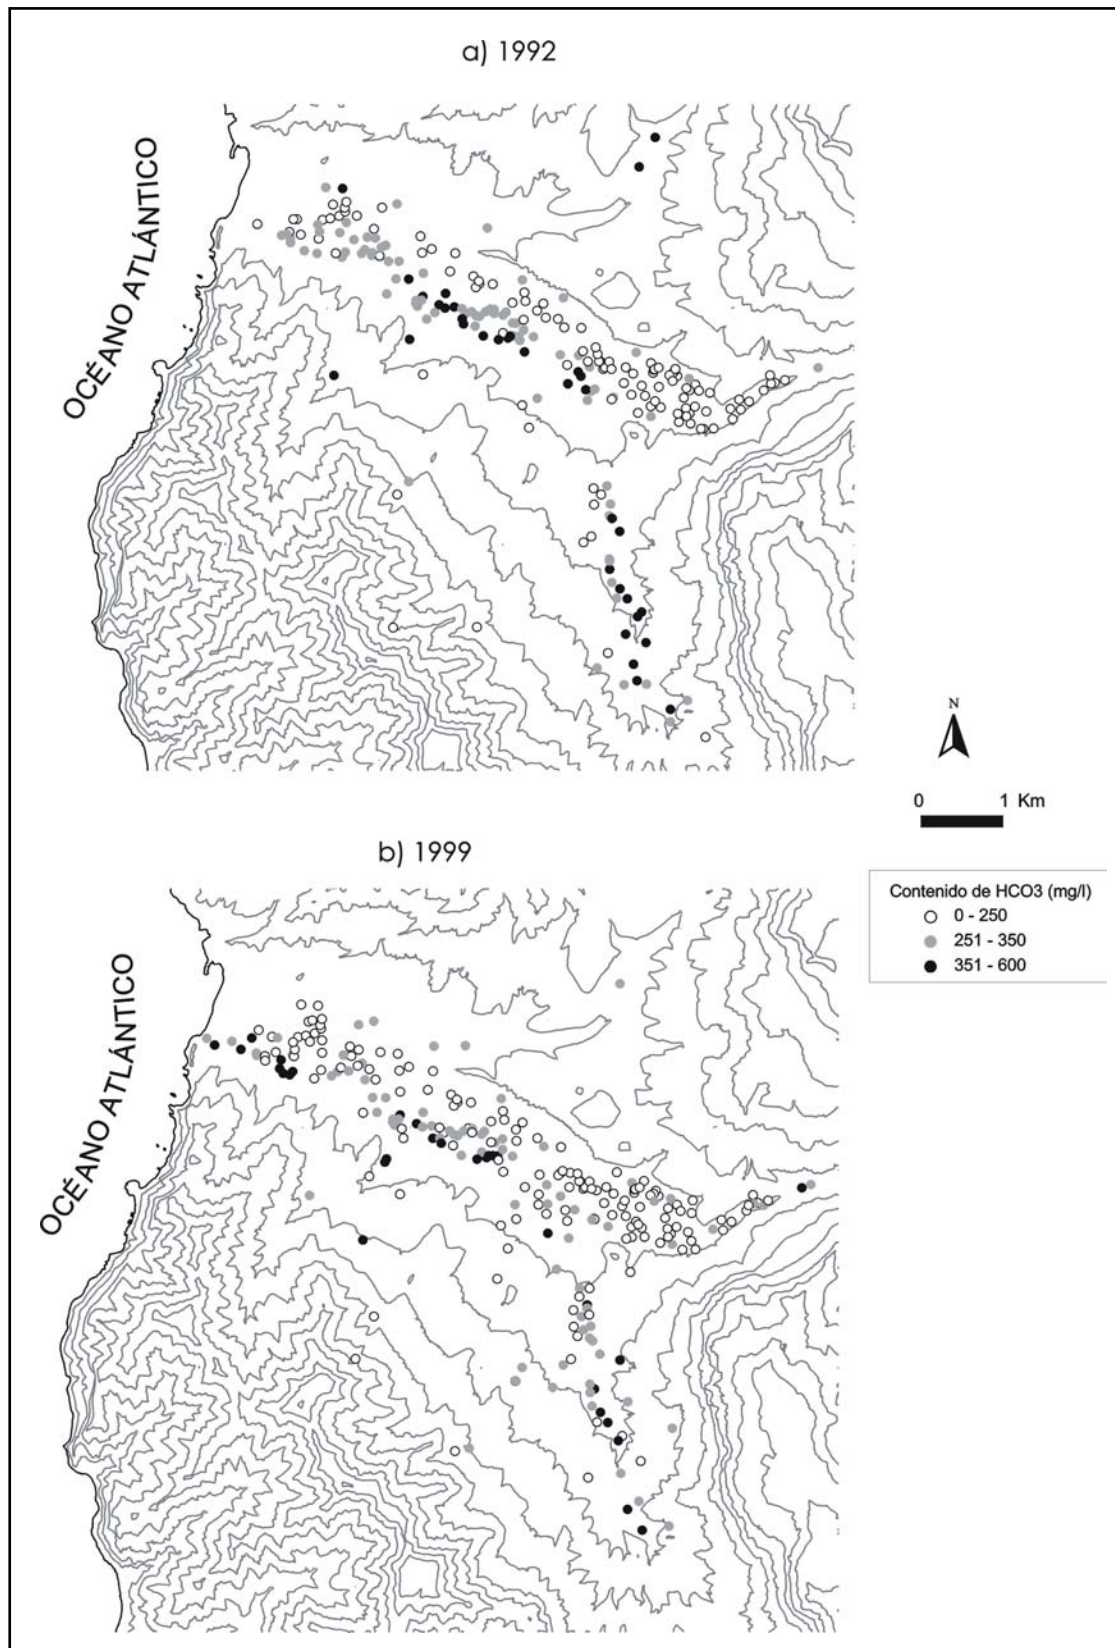 a) 1992
OCÉANO ATLÁNTICO
N
0 1 Km
b) 1999
Contenido de HCO3 (mg/l)
0 - 250
251 - 350
351 - 600
OCÉANO ATLÁNTICO